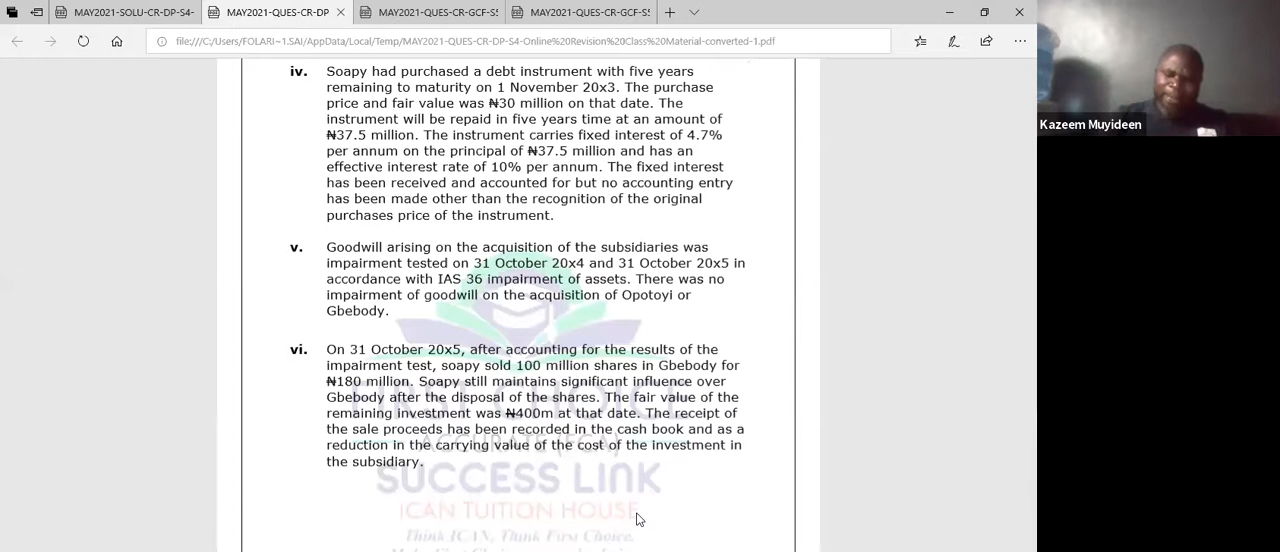 MAY2021-SOLU-CR-DP-S4-
MAY2021-QUES-CR-DP
MAY2021-QUES-CR-GCF-S!
MAY2021-QUES-CR-GCF-S!
file:///C:/Users/FOLARI~1.SAI/AppData/Local/Temp/MAY2021-QUES-CR-DP-S4-Online%20Revision%20Class%20Material-converted-1.pdf
Kazeem Muyideen
iv. Soapy had purchased a debt instrument with five years
remaining to maturity on 1 November 20x3. The purchase
price and fair value was ₦30 million on that date. The
instrument will be repaid in five years time at an amount of
₦37.5 million. The instrument carries fixed interest of 4.7%
per annum on the principal of ₦37.5 million and has an
effective interest rate of 10% per annum. The fixed interest
has been received and accounted for but no accounting entry
has been made other than the recognition of the original
purchases price of the instrument.
v. Goodwill arising on the acquisition of the subsidiaries was
impairment tested on 31 October 20x4 and 31 October 20x5 in
accordance with IAS 36 impairment of assets. There was no
impairment of goodwill on the acquisition of Opotoyi or
Gbebody.
vi. On 31 October 20x5, after accounting for the results of the
impairment test, soapy sold 100 million shares in Gbebody for
₦180 million. Soapy still maintains significant influence over
Gbebody after the disposal of the shares. The fair value of the
remaining investment was ₦400m at that date. The receipt of
the sale proceeds has been recorded in the cash book and as a
reduction in the carrying value of the cost of the investment in
the subsidiary.
FIRST CHOICE
ACCURATE (FCA)
SUCCESS LINK
ICAN TUITION HOUSE
Think ICAN, Think First Choice.